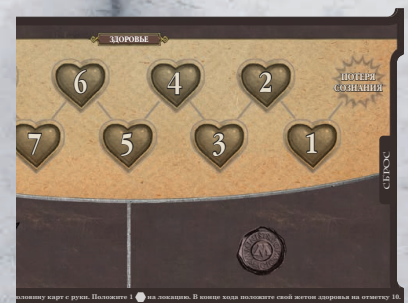 ЗДОРОВЬЕ
6 4 2
ПОТЕРЯ
СОЗНАНИЯ
7 5 3 1
СБРОС
половину карт с руки. Положите 1 на локацию. В конце хода положите свой жетон здоровья на отметку 10.